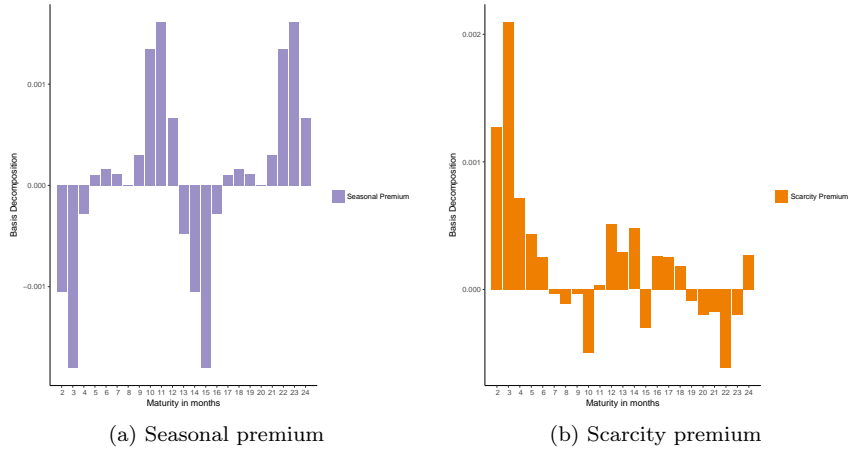 0.001
0.000
−0.001
Basis Decomposition
2 3 4 5 6 7 8 9 10 11 12 13 14 15 16 17 18 19 20 21 22 23 24
Maturity in months
Seasonal Premium
(a) Seasonal premium
0.002
0.001
0.000
Basis Decomposition
2 3 4 5 6 7 8 9 10 11 12 13 14 15 16 17 18 19 20 21 22 23 24
Maturity in months
Scarcity Premium
(b) Scarcity premium